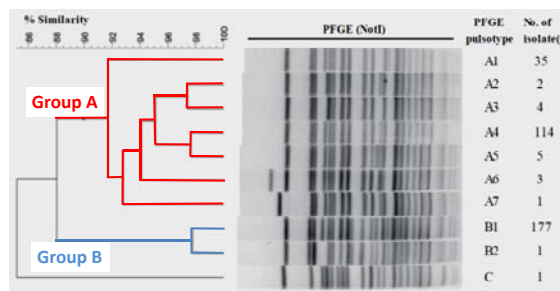 % Similarity
86 88 90 92 94 96 98 100
PFGE (NotI)
PFGE pulsotype
No. of isolate(
Group A
Group B
A1 35
A2 2
A3 4
A4 114
A5 5
A6 3
A7 1
B1 177
B2 1
C 1